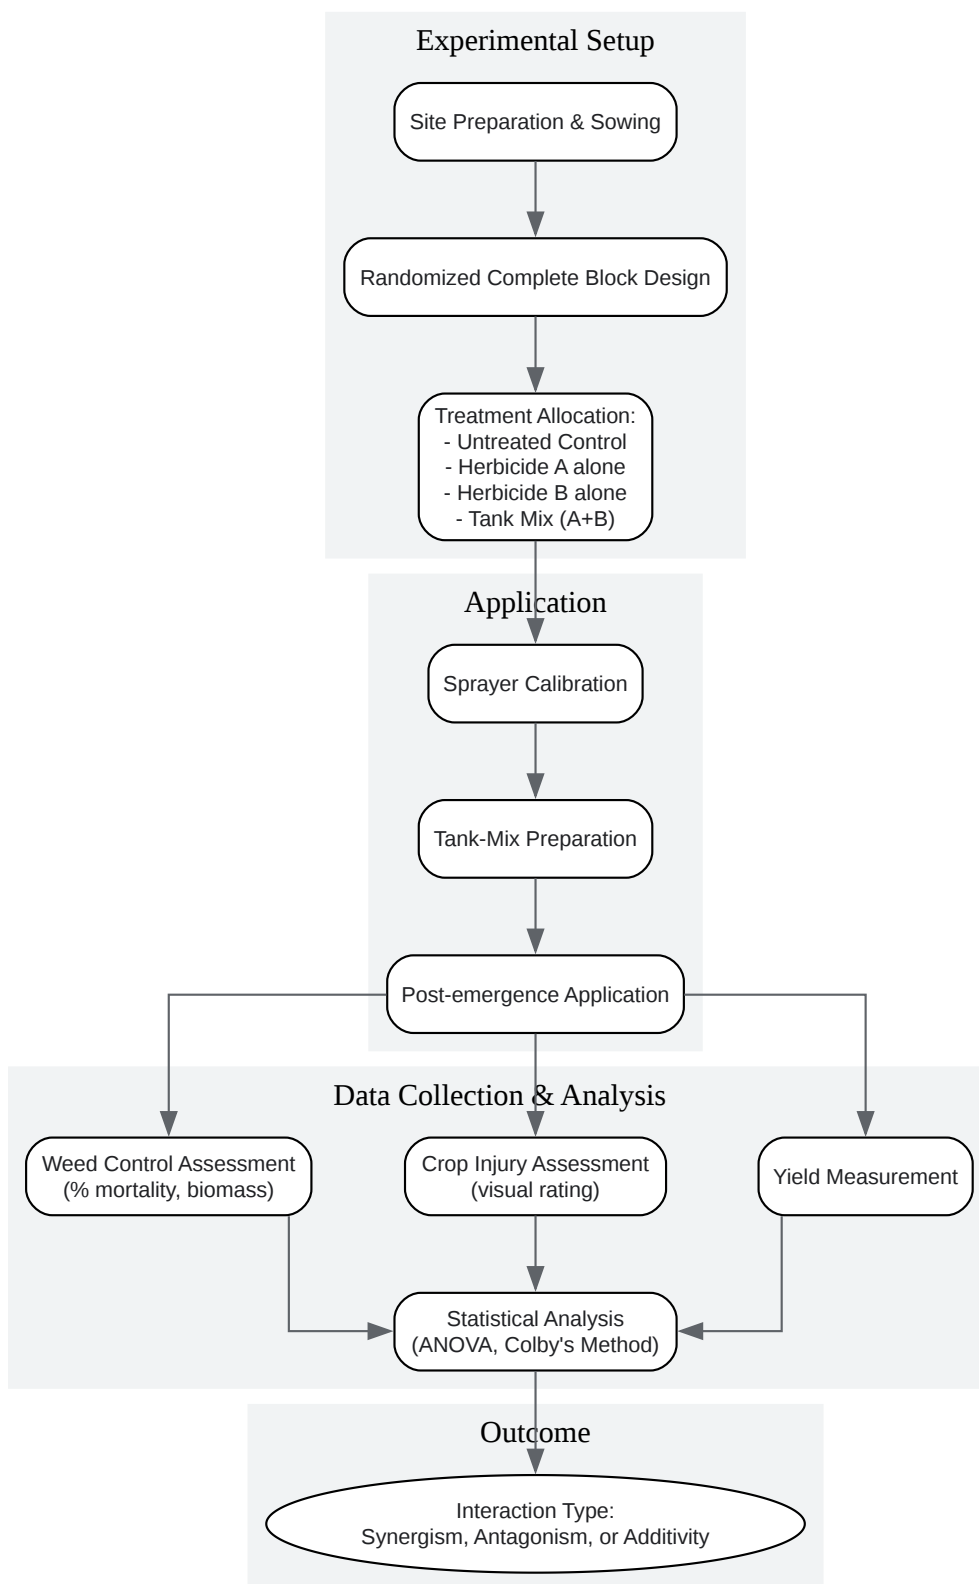 Experimental Setup
Site Preparation & Sowing
Randomized Complete Block Design
Treatment Allocation:
- Untreated Control
- Herbicide A alone
- Herbicide B alone
- Tank Mix (A+B)
Application
Sprayer Calibration
Tank-Mix Preparation
Post-emergence Application
Data Collection & Analysis
Weed Control Assessment
(% mortality, biomass)
Crop Injury Assessment
(visual rating)
Yield Measurement
Statistical Analysis
(ANOVA, Colby's Method)
Outcome
Interaction Type:
Synergism, Antagonism, or Additivity